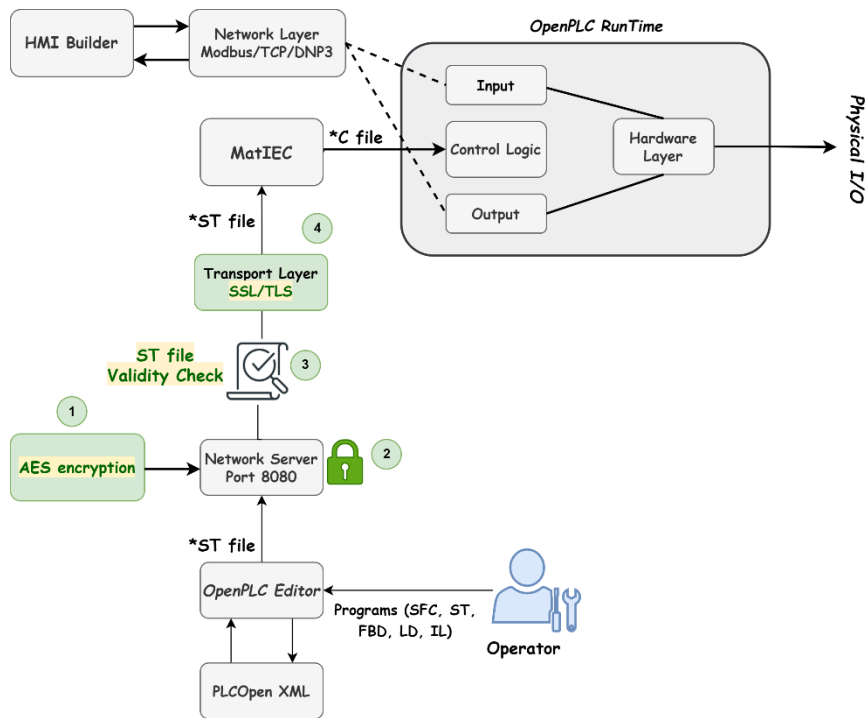 OpenPLC RunTime
HMI Builder
Network Layer
Modbus/TCP/DNP3
Input
Control Logic
Output
Hardware
Layer
Physical I/O
*C file
MatIEC
*ST file
4
Transport Layer
SSL/TLS
ST file
Validity Check
3
1
AES encryption
Network Server
Port 8080
2
*ST file
OpenPLC Editor
Programs (SFC, ST,
FBD, LD, IL)
Operator
PLCOpen XML